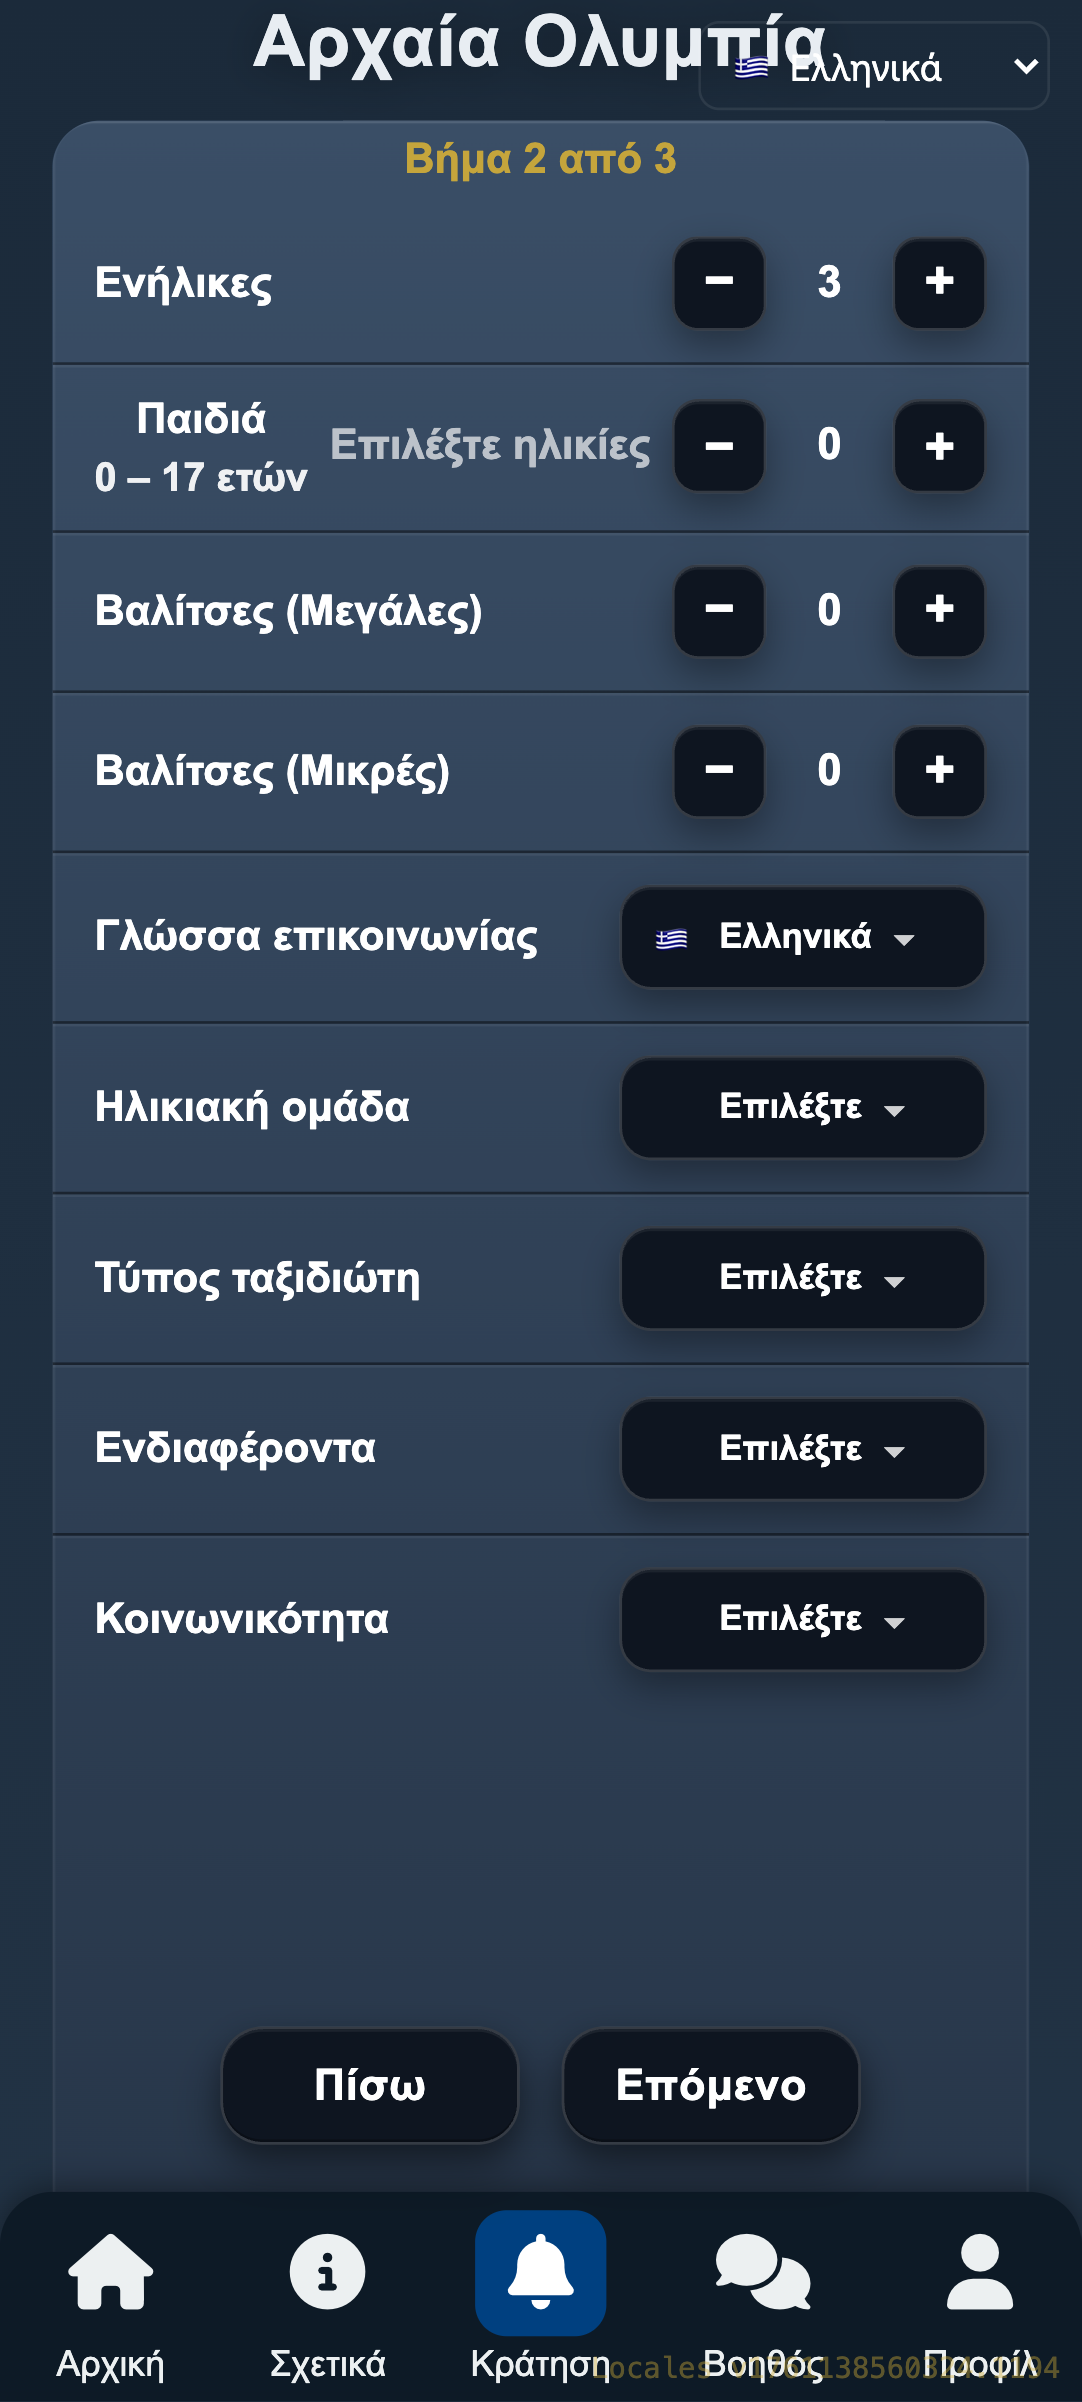 Αρχαία Ολυμπία
Ελληνικά
Βήμα 2 από 3
Ενήλικες
− 3 +
Παιδιά
0 – 17 ετών
Επιλέξτε ηλικίες
− 0 +
Βαλίτσες (Μεγάλες)
− 0 +
Βαλίτσες (Μικρές)
− 0 +
Γλώσσα επικοινωνίας
Ελληνικά
Ηλικιακή ομάδα
Επιλέξτε
Τύπος ταξιδιώτη
Επιλέξτε
Ενδιαφέροντα
Επιλέξτε
Κοινωνικότητα
Επιλέξτε
Πίσω
Επόμενο
Αρχική
Σχετικά
Κράτηση
Βοηθός
Προφίλ
Locales